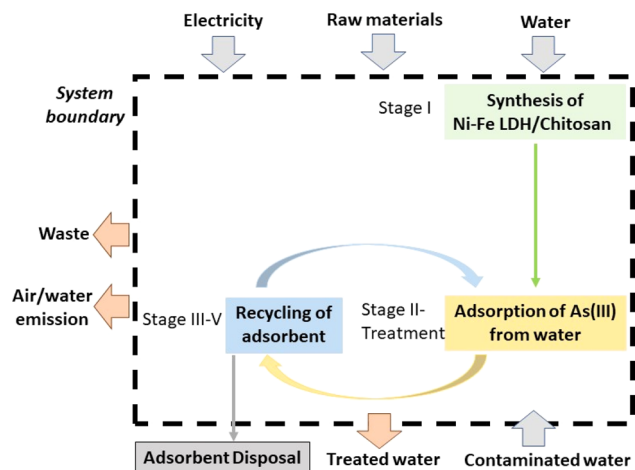 Electricity
Raw materials
Water
System
boundary
Stage I
Synthesis of
Ni-Fe LDH/Chitosan
Waste
Air/water
emission
Stage III-V
Recycling of
adsorbent
Stage II-
Treatment
Adsorption of As(III)
from water
Adsorbent Disposal
Treated water
Contaminated water